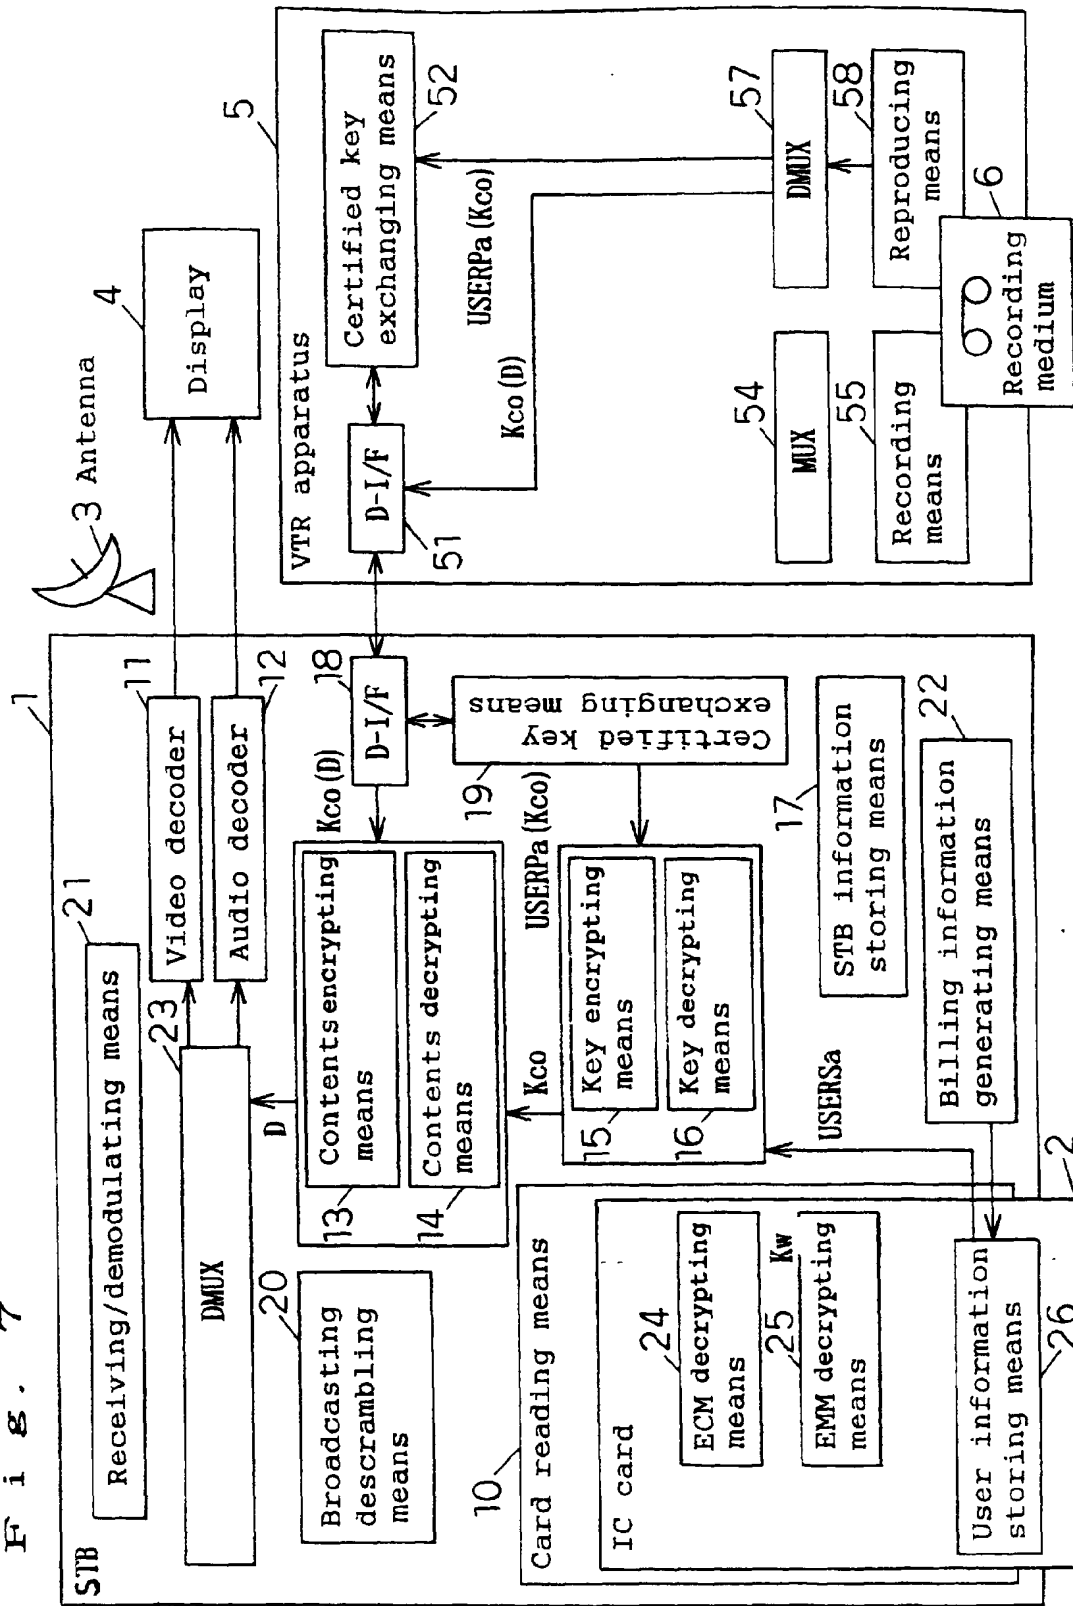 Fig. 7
STB
1
Receiving/demodulating means
21
DMUX
23
Video decoder
11
Audio decoder
12
3 Antenna
Display
4
Broadcasting
descrambling
means
20
D
Contents encrypting
means
13
Contents decrypting
means
14
Kco(D)
D-I/F
18
Kco
Key encrypting
means
15
Key decrypting
means
16
USERPa(Kco)
19
Certified key
exchanging means
USERSa
STB information
storing means
17
Billing information
generating means
22
Card reading means
10
IC card
2
ECM decrypting
means
24
EMM decrypting
means
25
Kw
User information
storing means
26
VTR apparatus
5
Certified key
exchanging means
52
D-I/F
51
USERPa(Kco)
Kco(D)
MUX
54
DMUX
57
Recording
means
55
Reproducing
means
58
Recording
medium
6